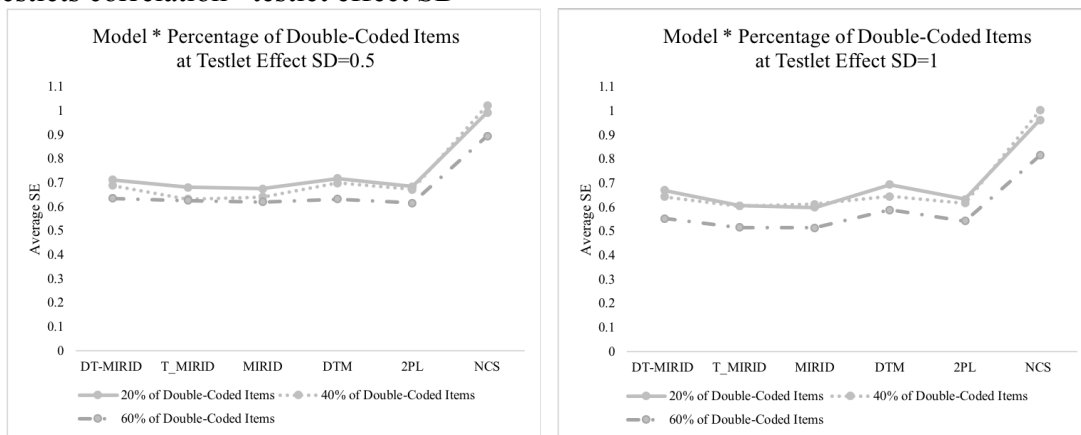 Model * Percentage of Double-Coded Items
at Testlet Effect SD=0.5
1.1
1
0.9
0.8
0.7
0.6
0.5
0.4
0.3
0.2
0.1
0
Average SE
DT-MIRID T_MIRID MIRID DTM 2PL NCS
20% of Double-Coded Items 40% of Double-Coded Items
60% of Double-Coded Items
Model * Percentage of Double-Coded Items
at Testlet Effect SD=1
1.1
1
0.9
0.8
0.7
0.6
0.5
0.4
0.3
0.2
0.1
0
Average SE
DT-MIRID T_MIRID MIRID DTM 2PL NCS
20% of Double-Coded Items 40% of Double-Coded Items
60% of Double-Coded Items